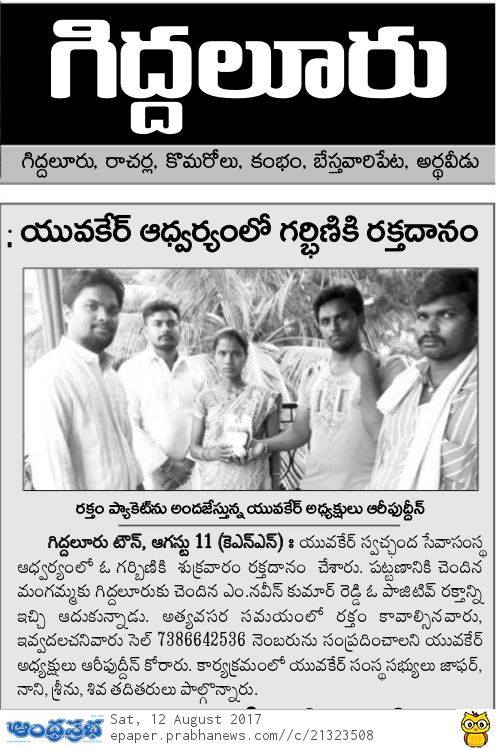 గిద్దలూరు
గిద్దలూరు, రాచర్ల, కొమరోలు, కంభం, బేస్తవారిపేట, అర్థవీడు
: యువకేర్ ఆధ్వర్యంలో గర్భిణికి రక్తదానం
రక్తం ప్యాకెట్‌ను అందజేస్తున్న యువకేర్ అధ్యక్షులు ఆరీఫుద్దీన్
గిద్దలూరు టౌన్, ఆగస్టు 11 (కెఎన్ఎన్) : యువకేర్ స్వచ్ఛంద సేవాసంస్థ
ఆధ్వర్యంలో ఓ గర్భిణికి శుక్రవారం రక్తదానం చేశారు. పట్టణానికి చెందిన
మంగమ్మకు గిద్దలూరుకు చెందిన ఎం.నవీన్ కుమార్ రెడ్డి ఓ పాజిటివ్ రక్తాన్ని
ఇచ్చి ఆదుకున్నాడు. అత్యవసర సమయంలో రక్తం కావాల్సినవారు,
ఇవ్వదలచినవారు సెల్ 7386642536 నెంబరును సంప్రదించాలని యువకేర్
అధ్యక్షులు ఆరీఫుద్దీన్ కోరారు. కార్యక్రమంలో యువకేర్ సంస్థ సభ్యులు జాఫర్,
నాని, శ్రీను, శివ తదితరులు పాల్గొన్నారు.
ఆంధ్రప్రభ Sat, 12 August 2017
epaper.prabhanews.com//c/21323508